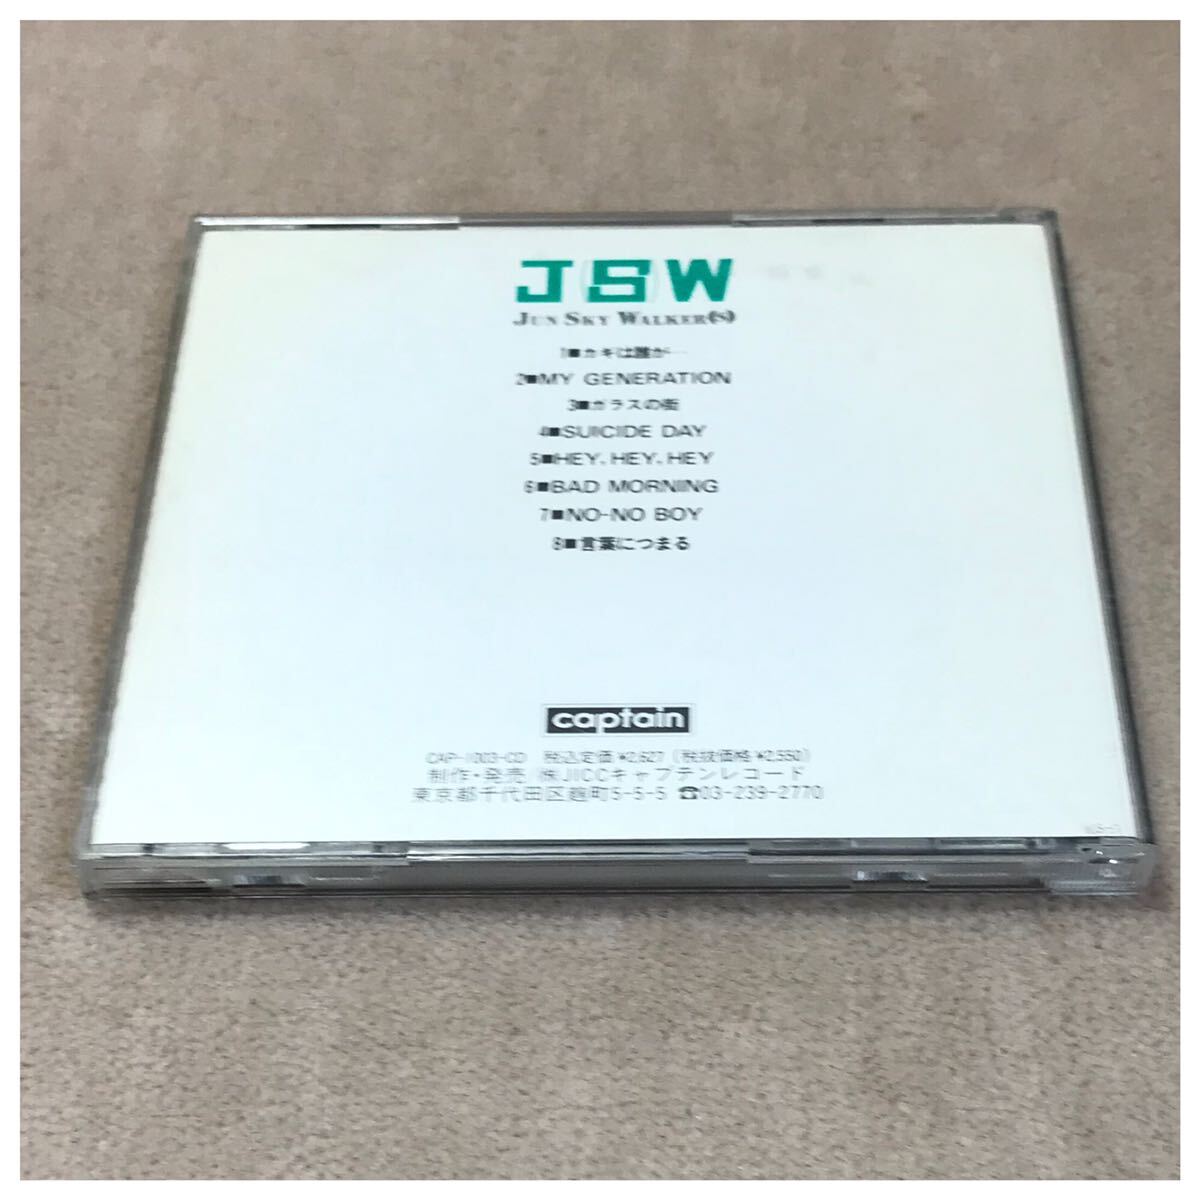 J(S)W
JUN SKY WALKER(S)
1■カギは誰が…
2■MY GENERATION
3■ガラスの街
4■SUICIDE DAY
5■HEY, HEY, HEY
6■BAD MORNING
7■NO-NO BOY
8■言葉につまる
captain
CAP-1003-CD 税込定価¥2,627 (税抜価格¥2,550)
制作・発売/㈱JICCキャプテンレコード
東京都千代田区麹町5-5-5 ☎03-239-2770